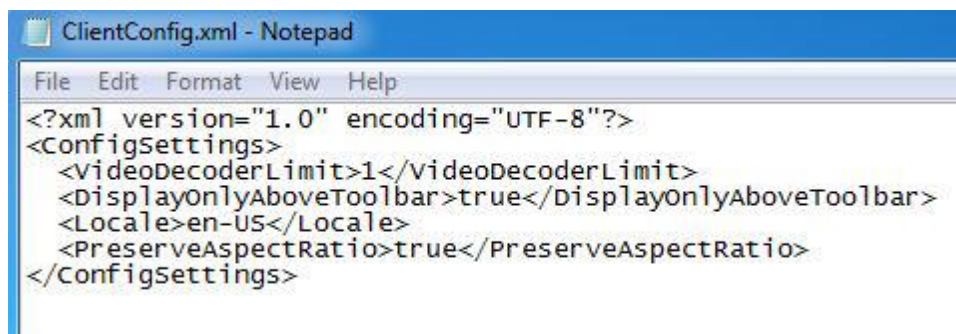 ClientConfig.xml - Notepad
File Edit Format View Help
<?xml version="1.0" encoding="UTF-8"?>
<ConfigSettings>
  <VideoDecoderLimit>1</VideoDecoderLimit>
  <DisplayOnlyAboveToolbar>true</DisplayOnlyAboveToolbar>
  <Locale>en-US</Locale>
  <PreserveAspectRatio>true</PreserveAspectRatio>
</ConfigSettings>